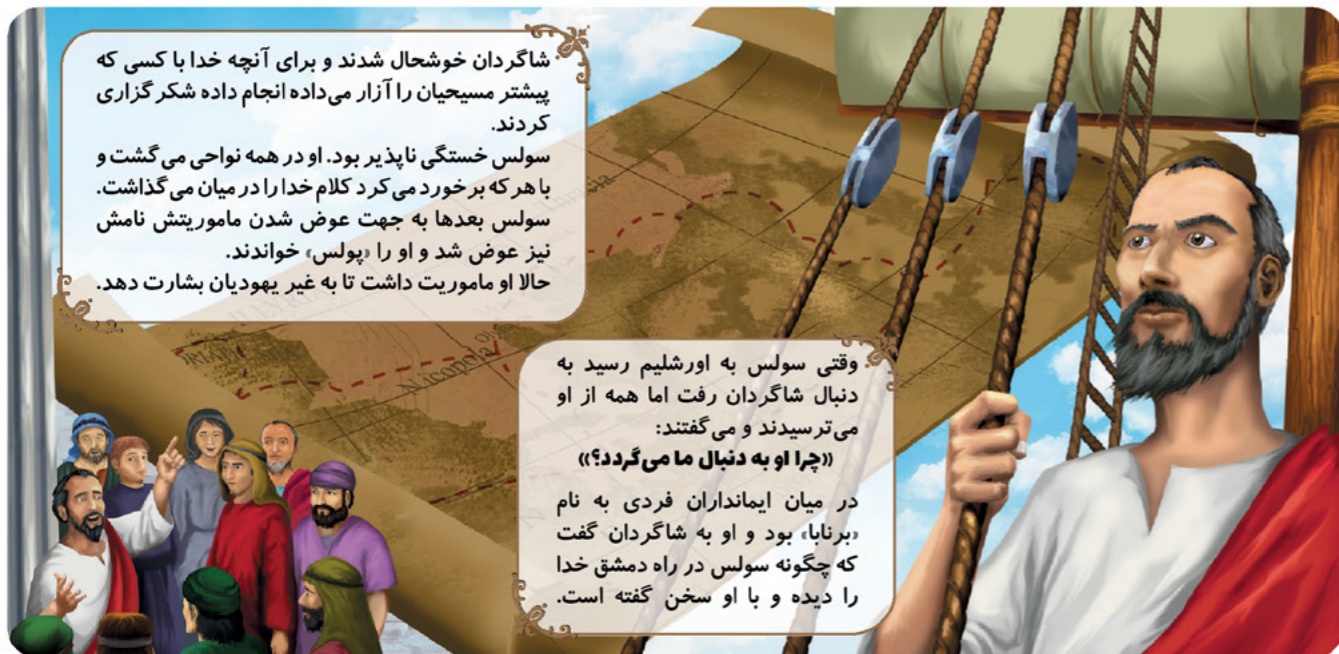 شاگردان خوشحال شدند و برای آنچه خدا با کسی که
پیشتر مسیحیان را آزار می‌داده انجام داده شکر گزاری
کردند.
سولس خستگی ناپذیر بود. او در همه نواحی می‌گشت و
با هر که برخورد می‌کرد کلام خدا را در میان می‌گذاشت.
سولس بعدها به جهت عوض شدن ماموریتش نامش
نیز عوض شد و او را «پولس» خواندند.
حالا او ماموریت داشت تا به غیر یهودیان بشارت دهد.
وقتی سولس به اورشلیم رسید به
دنبال شاگردان رفت اما همه از او
می‌ترسیدند و می‌گفتند:
«چرا او به دنبال ما می‌گردد؟»
در میان ایمانداران فردی به نام
«برنابا» بود و او به شاگردان گفت
که چگونه سولس در راه دمشق خدا
را دیده و با او سخن گفته است.
Nicopola